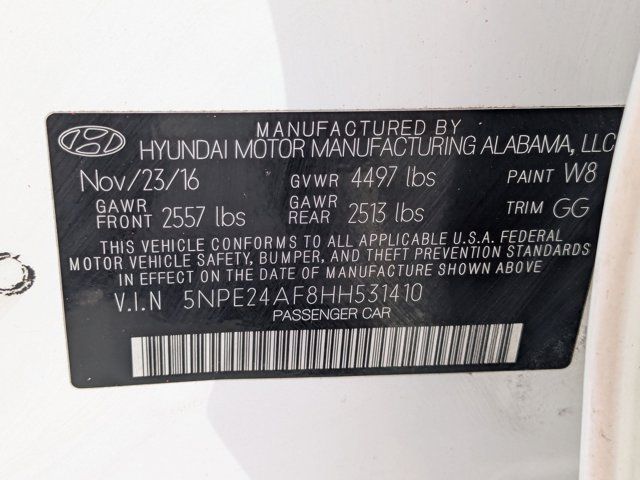 MANUFACTURED BY
HYUNDAI MOTOR MANUFACTURING ALABAMA, LLC
Nov/23/16 GVWR 4497 lbs PAINT W8
GAWR FRONT 2557 lbs GAWR REAR 2513 lbs TRIM GG
THIS VEHICLE CONFORMS TO ALL APPLICABLE U.S.A. FEDERAL
MOTOR VEHICLE SAFETY, BUMPER, AND THEFT PREVENTION STANDARDS
IN EFFECT ON THE DATE OF MANUFACTURE SHOWN ABOVE.
V.I.N 5NPE24AF8HH531410
PASSENGER CAR